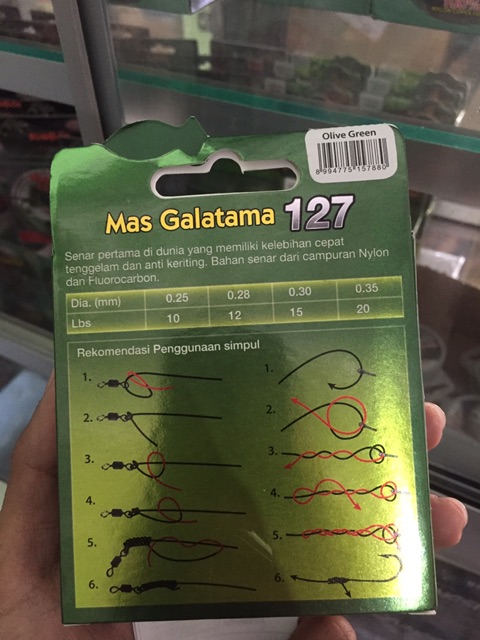 Olive Green
8 994775 157880
Mas Galatama 127
Senar pertama di dunia yang memiliki kelebihan cepat
tenggelam dan anti keriting. Bahan senar dari campuran Nylon
dan Fluorocarbon.
Dia. (mm) 0.25 0.28 0.30 0.35
Lbs 10 12 15 20
Rekomendasi Penggunaan simpul
1. 1.
2. 2.
3. 3.
4. 4.
5. 5.
6. 6.